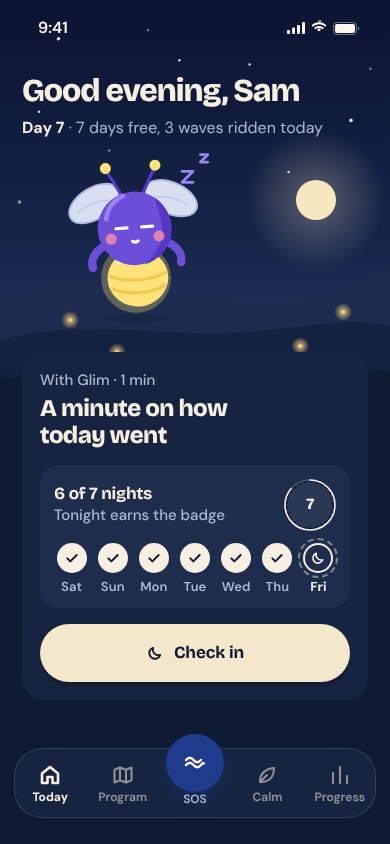 9:41
Good evening, Sam
Day 7 · 7 days free, 3 waves ridden today
z z
With Glim · 1 min
A minute on how
today went
6 of 7 nights
Tonight earns the badge
7
Sat Sun Mon Tue Wed Thu Fri
Check in
Today Program SOS Calm Progress